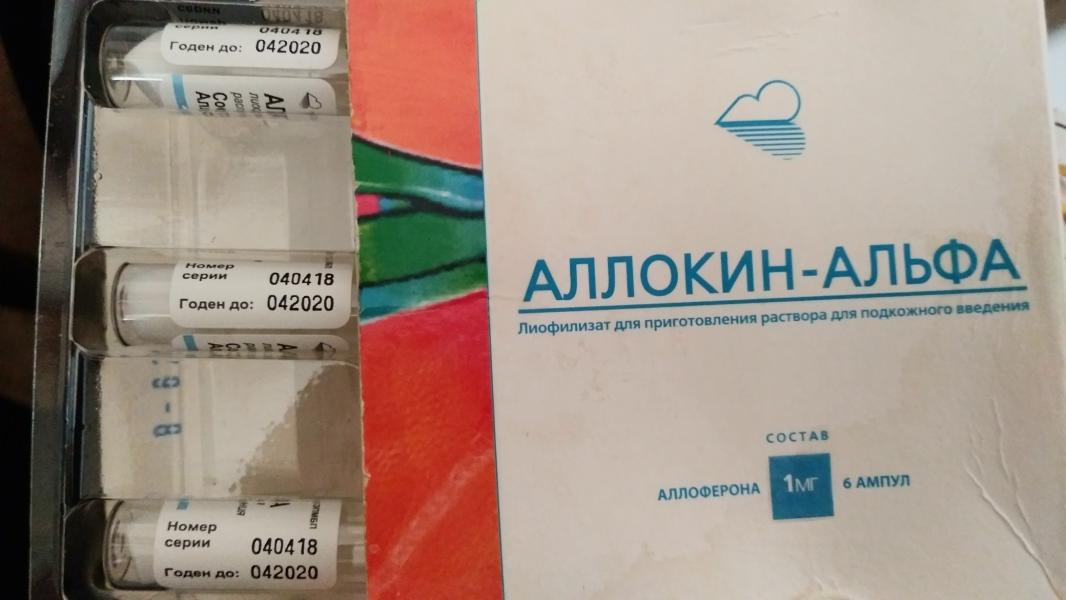 040418
Годен до: 042020
Номер
серии 040418
Годен до: 042020
Номер
серии 040418
Годен до: 042020
АЛЛОКИН-АЛЬФА
Лиофилизат для приготовления раствора для подкожного введения
СОСТАВ
АЛЛОФЕРОНА 1МГ 6 АМПУЛ